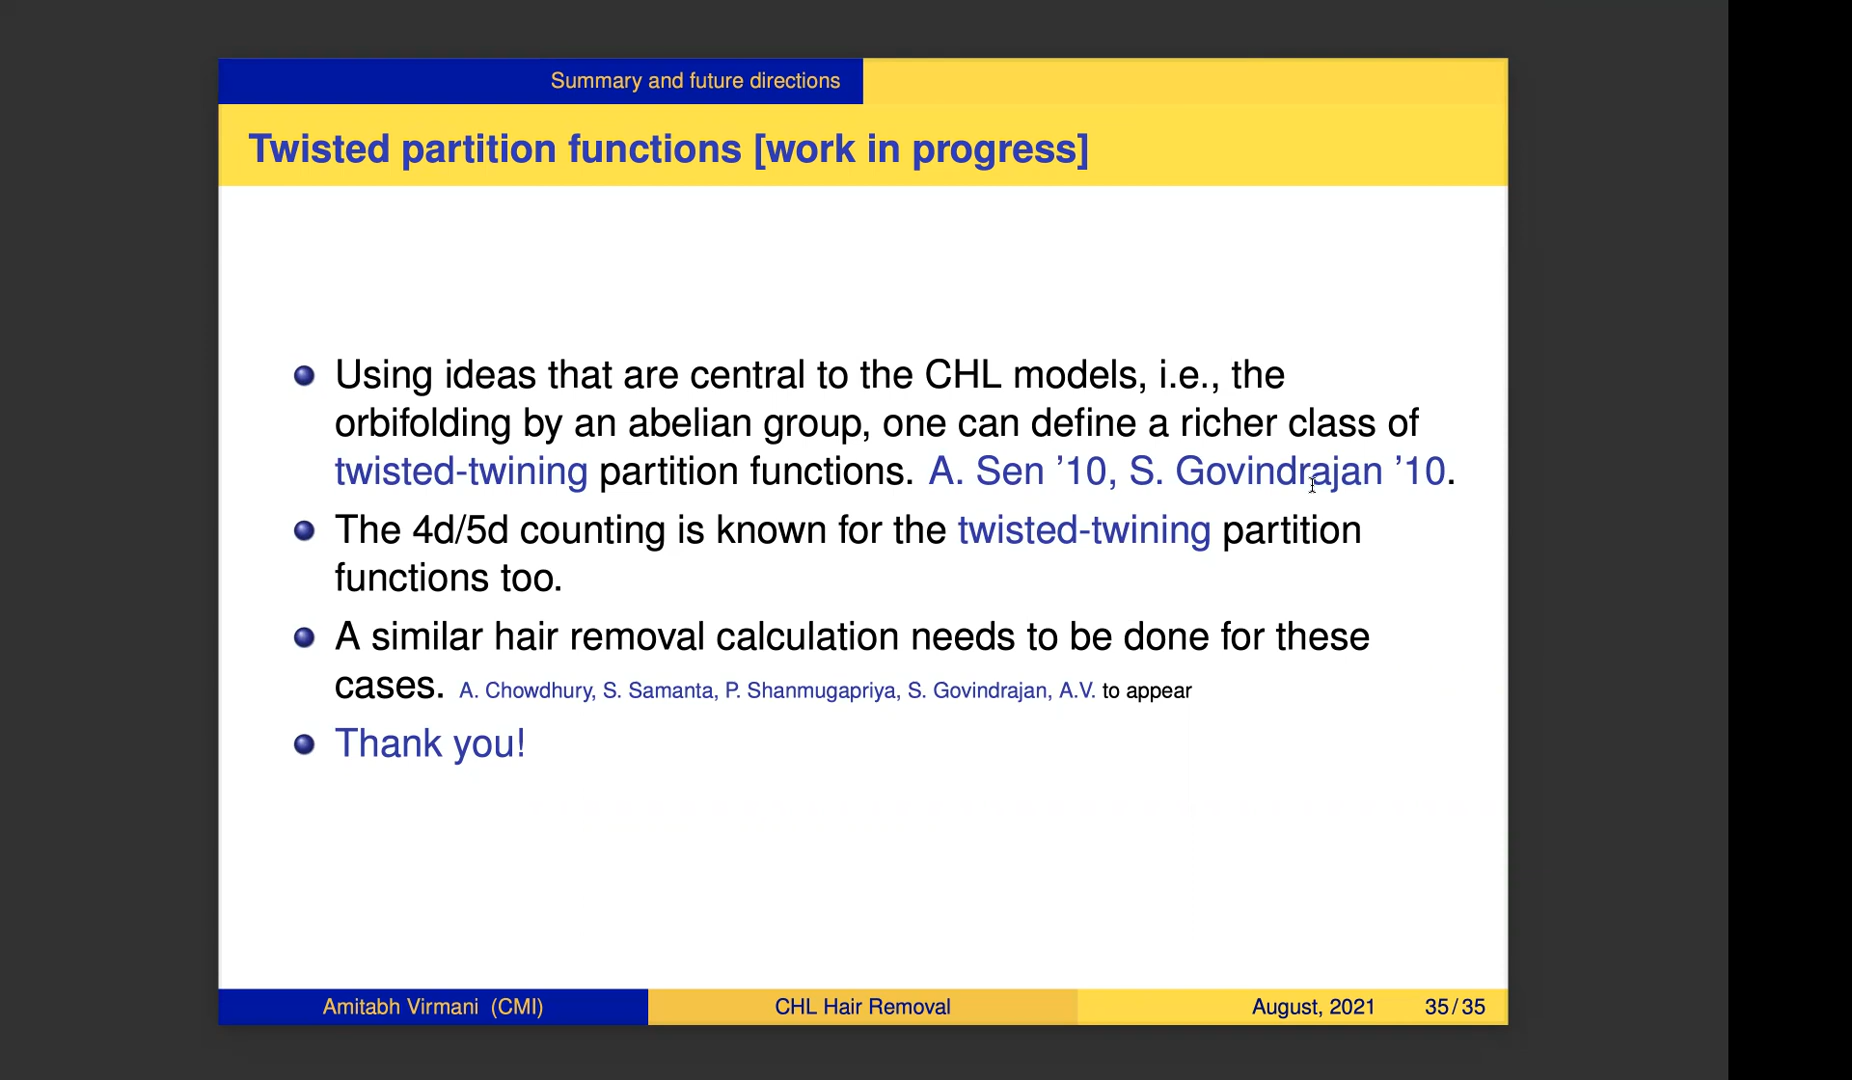 Summary and future directions
Twisted partition functions [work in progress]
Using ideas that are central to the CHL models, i.e., the
orbifolding by an abelian group, one can define a richer class of
twisted-twining partition functions. A. Sen ’10, S. Govindrajan ’10.
The 4d/5d counting is known for the twisted-twining partition
functions too.
A similar hair removal calculation needs to be done for these
cases. A. Chowdhury, S. Samanta, P. Shanmugapriya, S. Govindrajan, A.V. to appear
Thank you!
Amitabh Virmani (CMI) CHL Hair Removal August, 2021 35/35